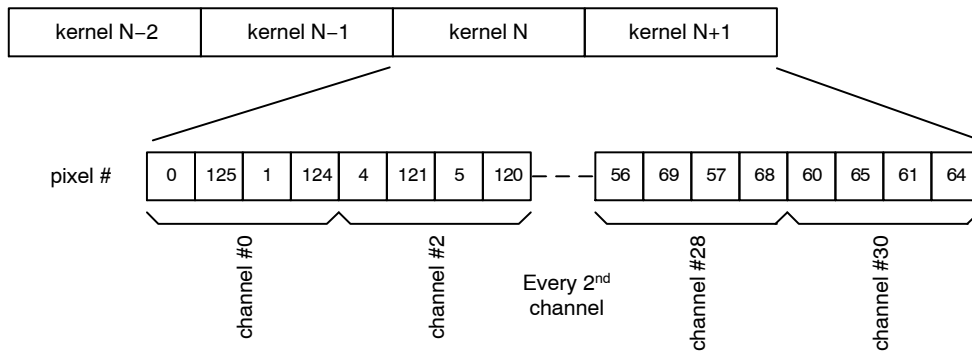 kernel N−2 kernel N−1 kernel N kernel N+1
pixel # 0 125 1 124 4 121 5 120 56 69 57 68 60 65 61 64
channel #0 channel #2 channel #28 channel #30
Every 2nd
channel